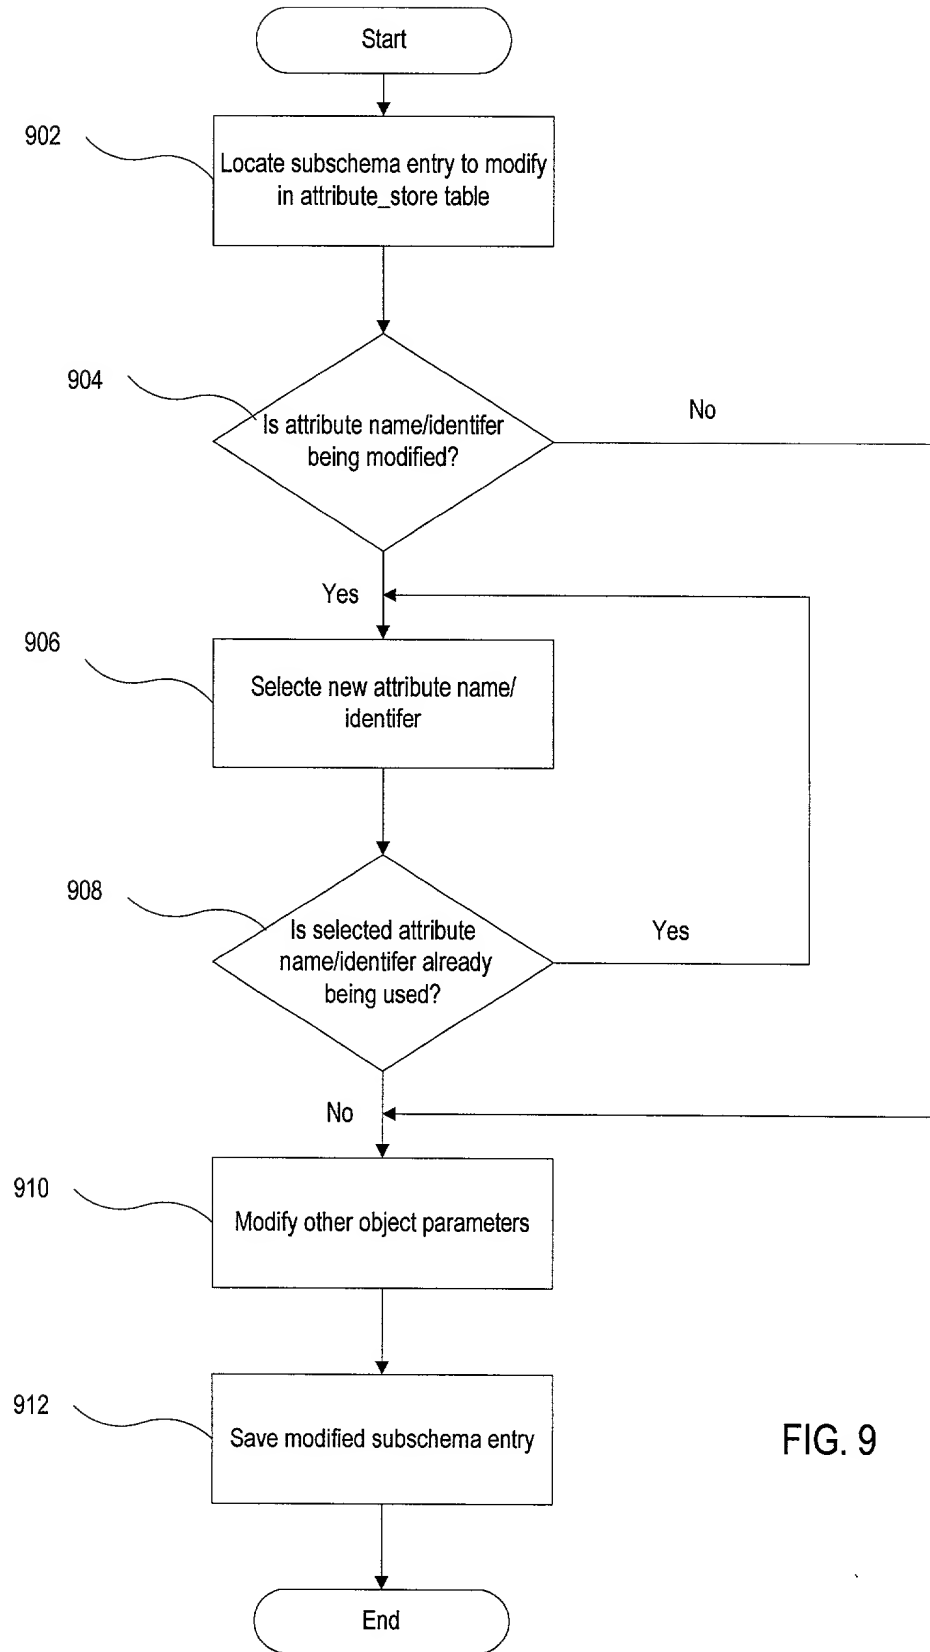 Start
902
Locate subschema entry to modify
in attribute_store table
904
Is attribute name/identifer
being modified?
No
Yes
906
Selecte new attribute name/
identifer
908
Is selected attribute
name/identifer already
being used?
Yes
No
910
Modify other object parameters
912
Save modified subschema entry
FIG. 9
End